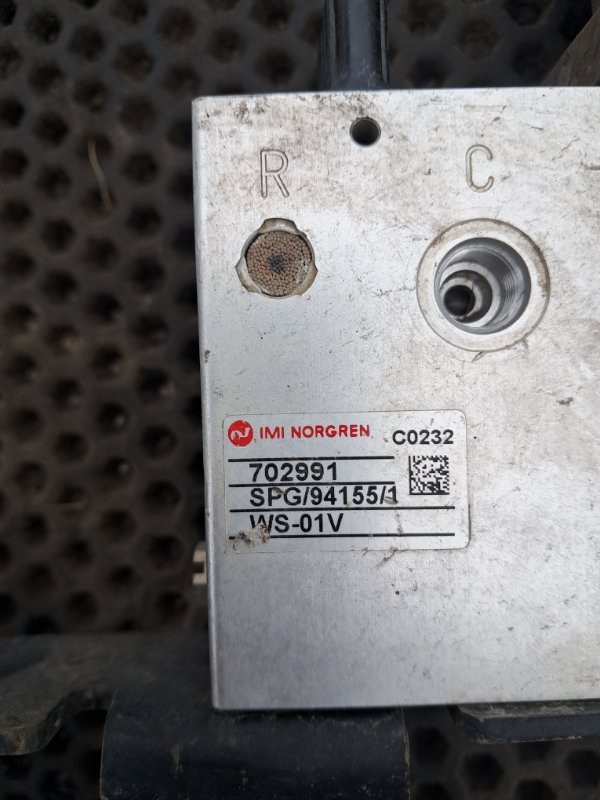 R C
IMI NORGREN C0232
702991
SPG/94155/1
WS-01V